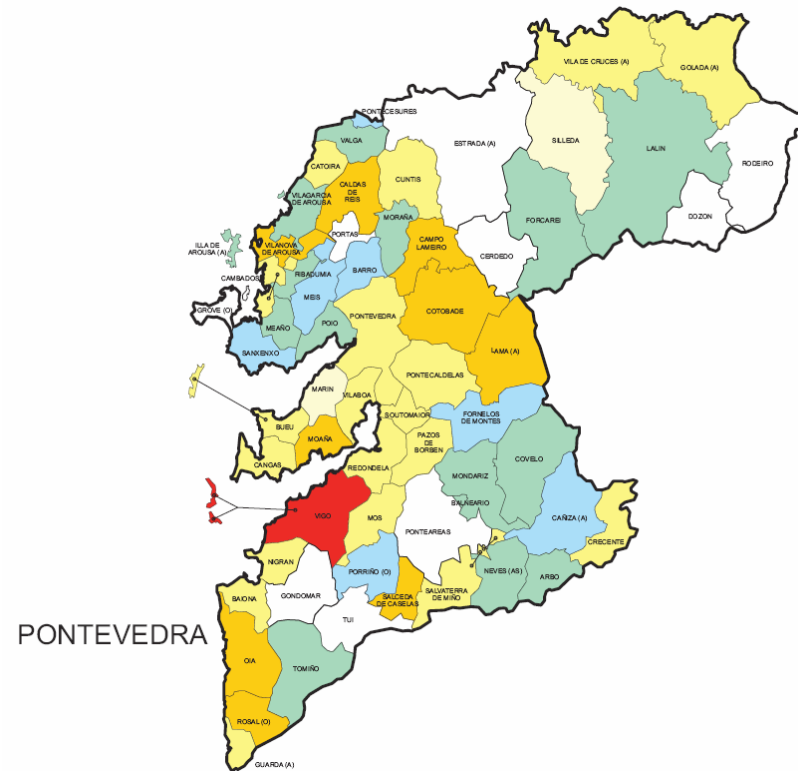 VILA DE CRUCES (A)
GOLADA (A)
PONTECESURES
VALGA
ESTRADA (A)
SILLEDA
LALIN
RODEIRO
CATOIRA
CUNTIS
CALDAS
DE
REIS
VILAGARCIA
DE AROUSA
MORAÑA
FORCAREI
DOZON
PORTAS
CAMPO
LAMEIRO
ILLA DE
AROUSA (A)
VILANOVA
DE AROUSA
CERDEDO
CAMBADOS
RIBADUMIA
BARRO
MEIS
GROVE (O)
COTOBADE
PONTEVEDRA
MEAÑO
POIO
SANXENXO
LAMA (A)
PONTECALDELAS
MARIN
VILABOA
SOUTOMAIOR
FORNELOS
DE MONTES
BUEU
MOAÑA
PAZOS
DE
BORBEN
CANGAS
REDONDELA
COVELO
MONDARIZ
BALNEARIO
VIGO
MOS
PONTEAREAS
CAÑIZA (A)
CRECENTE
NIGRAN
PORRIÑO (O)
NEVES (AS)
ARBO
BAIONA
GONDOMAR
SALCEDA
DE CASELAS
SALVATERRA
DE MIÑO
TUI
PONTEVEDRA
OIA
TOMIÑO
ROSAL (O)
GUARDA (A)